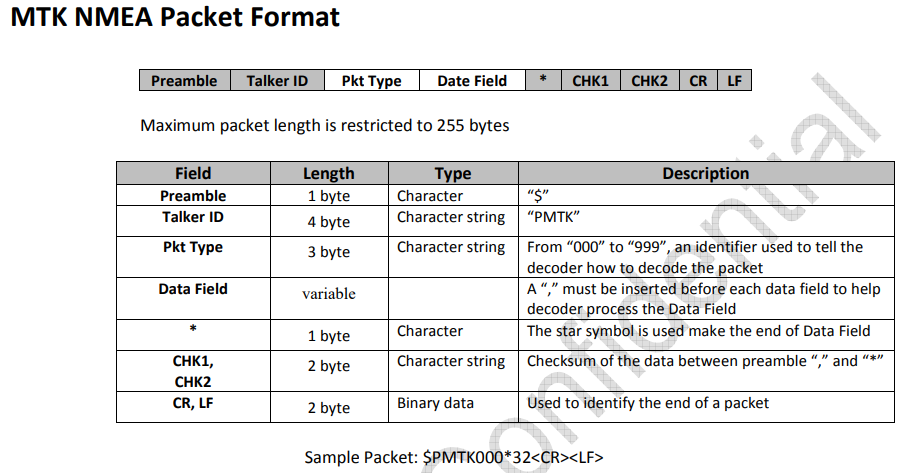 MTK NMEA Packet Format
Preamble Talker ID Pkt Type Date Field * CHK1 CHK2 CR LF
Maximum packet length is restricted to 255 bytes
Field Length Type Description
Preamble 1 byte Character “$”
Talker ID 4 byte Character string “PMTK”
Pkt Type 3 byte Character string From “000” to “999”, an identifier used to tell the
decoder how to decode the packet
Data Field variable A “,” must be inserted before each data field to help
decoder process the Data Field
* 1 byte Character The star symbol is used make the end of Data Field
CHK1, 2 byte Character string Checksum of the data between preamble “,” and “*”
CHK2
CR, LF 2 byte Binary data Used to identify the end of a packet
Sample Packet: $PMTK000*32<CR><LF>
Confidential